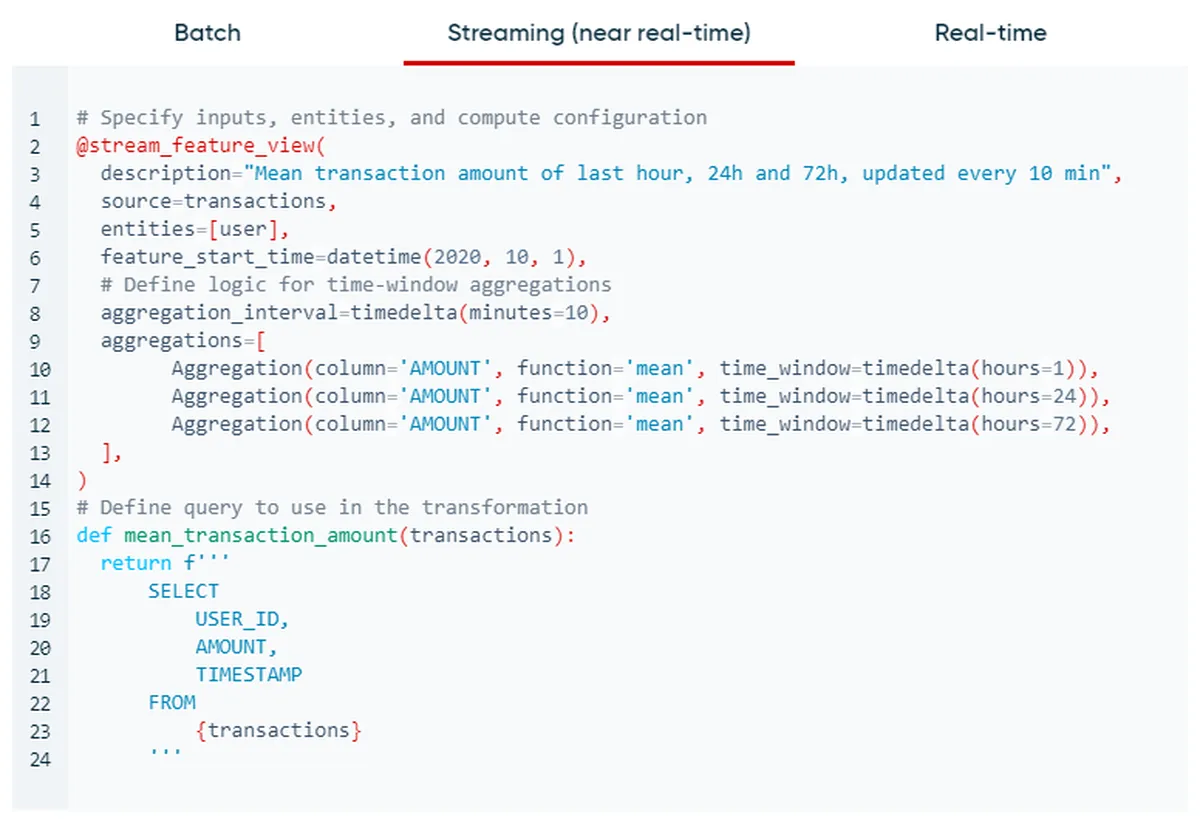 Batch Streaming (near real-time) Real-time
1 # Specify inputs, entities, and compute configuration
2 @stream_feature_view(
3 description="Mean transaction amount of last hour, 24h and 72h, updated every 10 min",
4 source=transactions,
5 entities=[user],
6 feature_start_time=datetime(2020, 10, 1),
7 # Define logic for time-window aggregations
8 aggregation_interval=timedelta(minutes=10),
9 aggregations=[
10 Aggregation(column='AMOUNT', function='mean', time_window=timedelta(hours=1)),
11 Aggregation(column='AMOUNT', function='mean', time_window=timedelta(hours=24)),
12 Aggregation(column='AMOUNT', function='mean', time_window=timedelta(hours=72)),
13 ],
14 )
15 # Define query to use in the transformation
16 def mean_transaction_amount(transactions):
17 return f'''
18 SELECT
19 USER_ID,
20 AMOUNT,
21 TIMESTAMP
22 FROM
23 {transactions}
24 '''